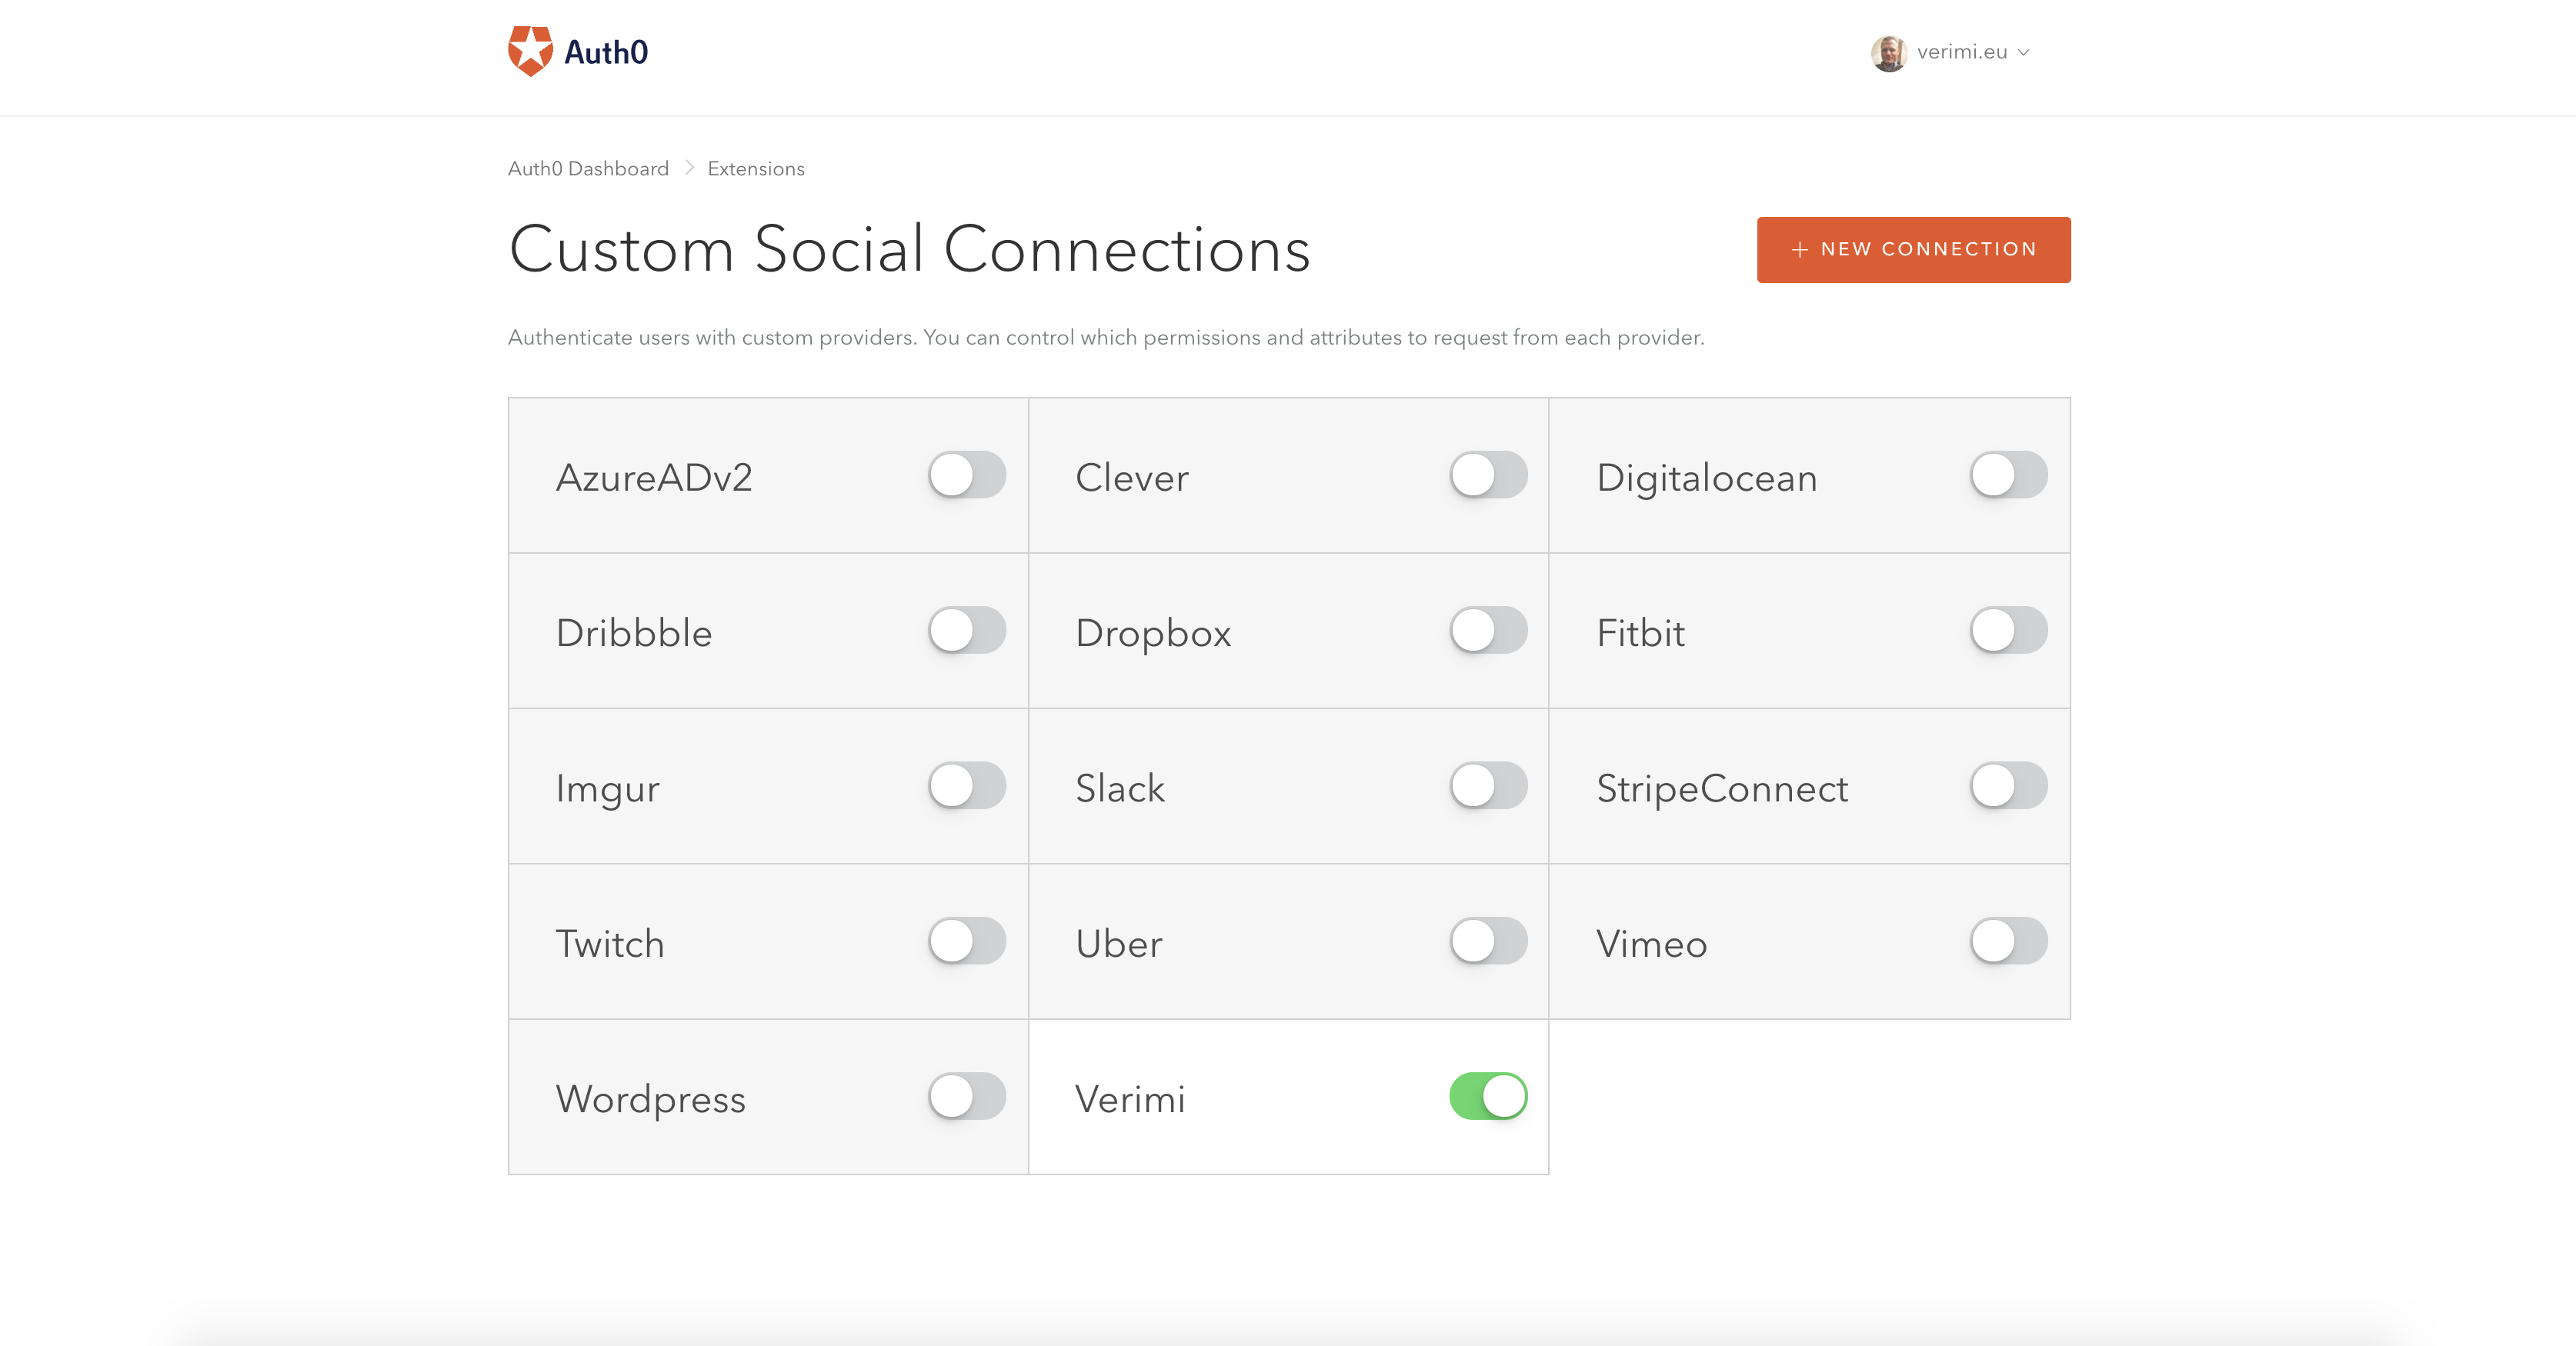 Auth0
verimi.eu
Auth0 Dashboard Extensions
Custom Social Connections
+ NEW CONNECTION
Authenticate users with custom providers. You can control which permissions and attributes to request from each provider.
AzureADv2
Clever
Digitalocean
Dribbble
Dropbox
Fitbit
Imgur
Slack
StripeConnect
Twitch
Uber
Vimeo
Wordpress
Verimi